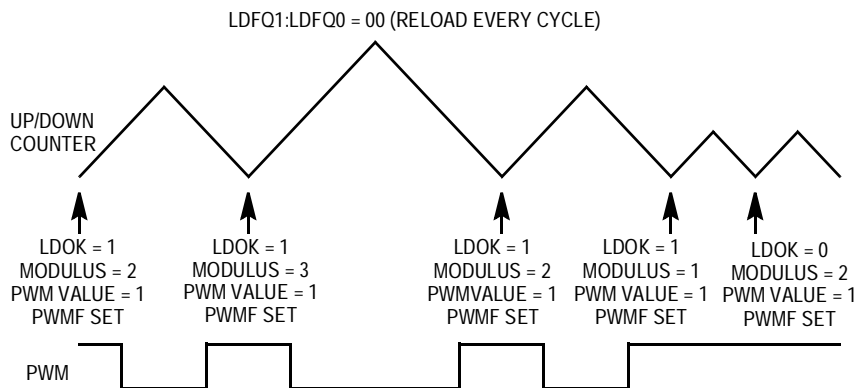 LDFQ1:LDFQ0 = 00 (RELOAD EVERY CYCLE)
UP/DOWN
COUNTER
LDOK = 1
MODULUS = 2
PWM VALUE = 1
PWMF SET
LDOK = 1
MODULUS = 3
PWM VALUE = 1
PWMF SET
LDOK = 1
MODULUS = 2
PWMVALUE = 1
PWMF SET
LDOK = 1
MODULUS = 1
PWM VALUE = 1
PWMF SET
LDOK = 0
MODULUS = 2
PWM VALUE = 1
PWMF SET
PWM